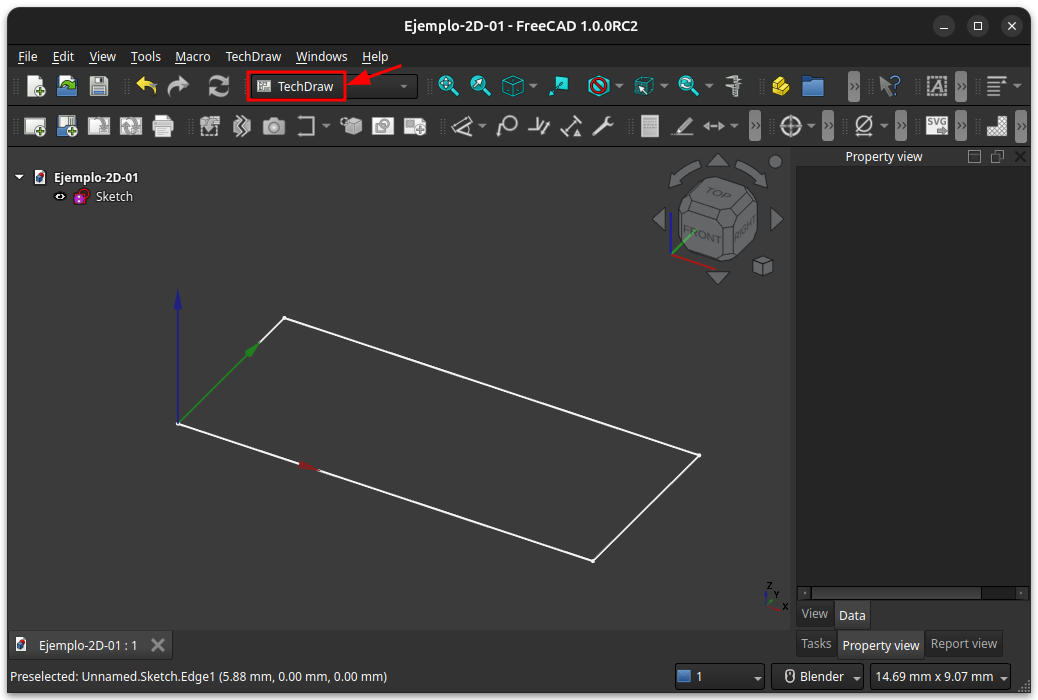 Ejemplo-2D-01 - FreeCAD 1.0.0RC2
File Edit View Tools Macro TechDraw Windows Help
TechDraw
SVG
Property view
Ejemplo-2D-01
Sketch
TOP
FRONT
RIGHT
Z
Y
X
View Data
Tasks Property view Report view
Ejemplo-2D-01 : 1
Preselected: Unnamed.Sketch.Edge1 (5.88 mm, 0.00 mm, 0.00 mm)
1
Blender
14.69 mm x 9.07 mm